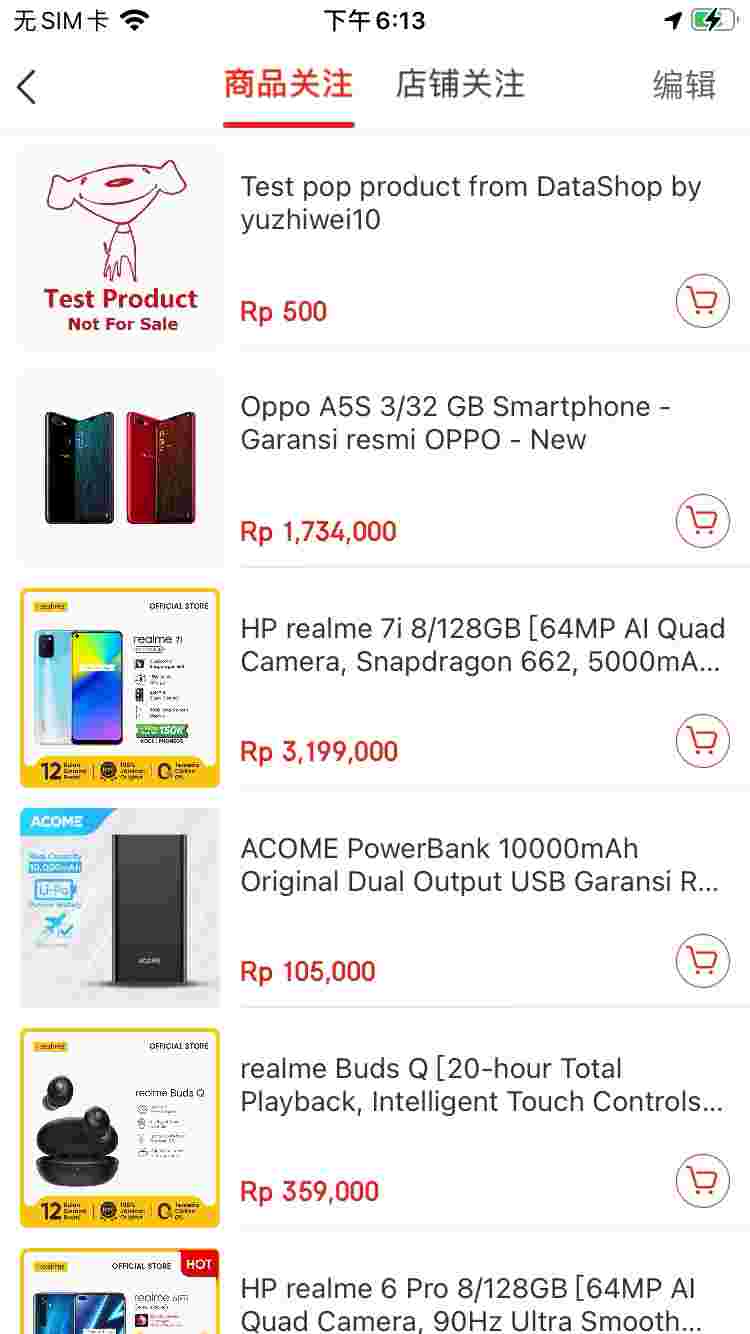 无SIM卡
下午6:13
商品关注
店铺关注
编辑
Test Product
Not For Sale
Test pop product from DataShop by
yuzhiwei10
Rp 500
Oppo A5S 3/32 GB Smartphone -
Garansi resmi OPPO - New
Rp 1,734,000
realme
OFFICIAL STORE
realme 7i
12
HP realme 7i 8/128GB [64MP AI Quad
Camera, Snapdragon 662, 5000mA...
Rp 3,199,000
ACOME
10,000mAh
Li-Po
ACOME
ACOME PowerBank 10000mAh
Original Dual Output USB Garansi R...
Rp 105,000
realme
OFFICIAL STORE
realme Buds Q
12
realme Buds Q [20-hour Total
Playback, Intelligent Touch Controls...
Rp 359,000
realme
OFFICIAL STORE
HOT
HP realme 6 Pro 8/128GB [64MP AI
Quad Camera, 90Hz Ultra Smooth...